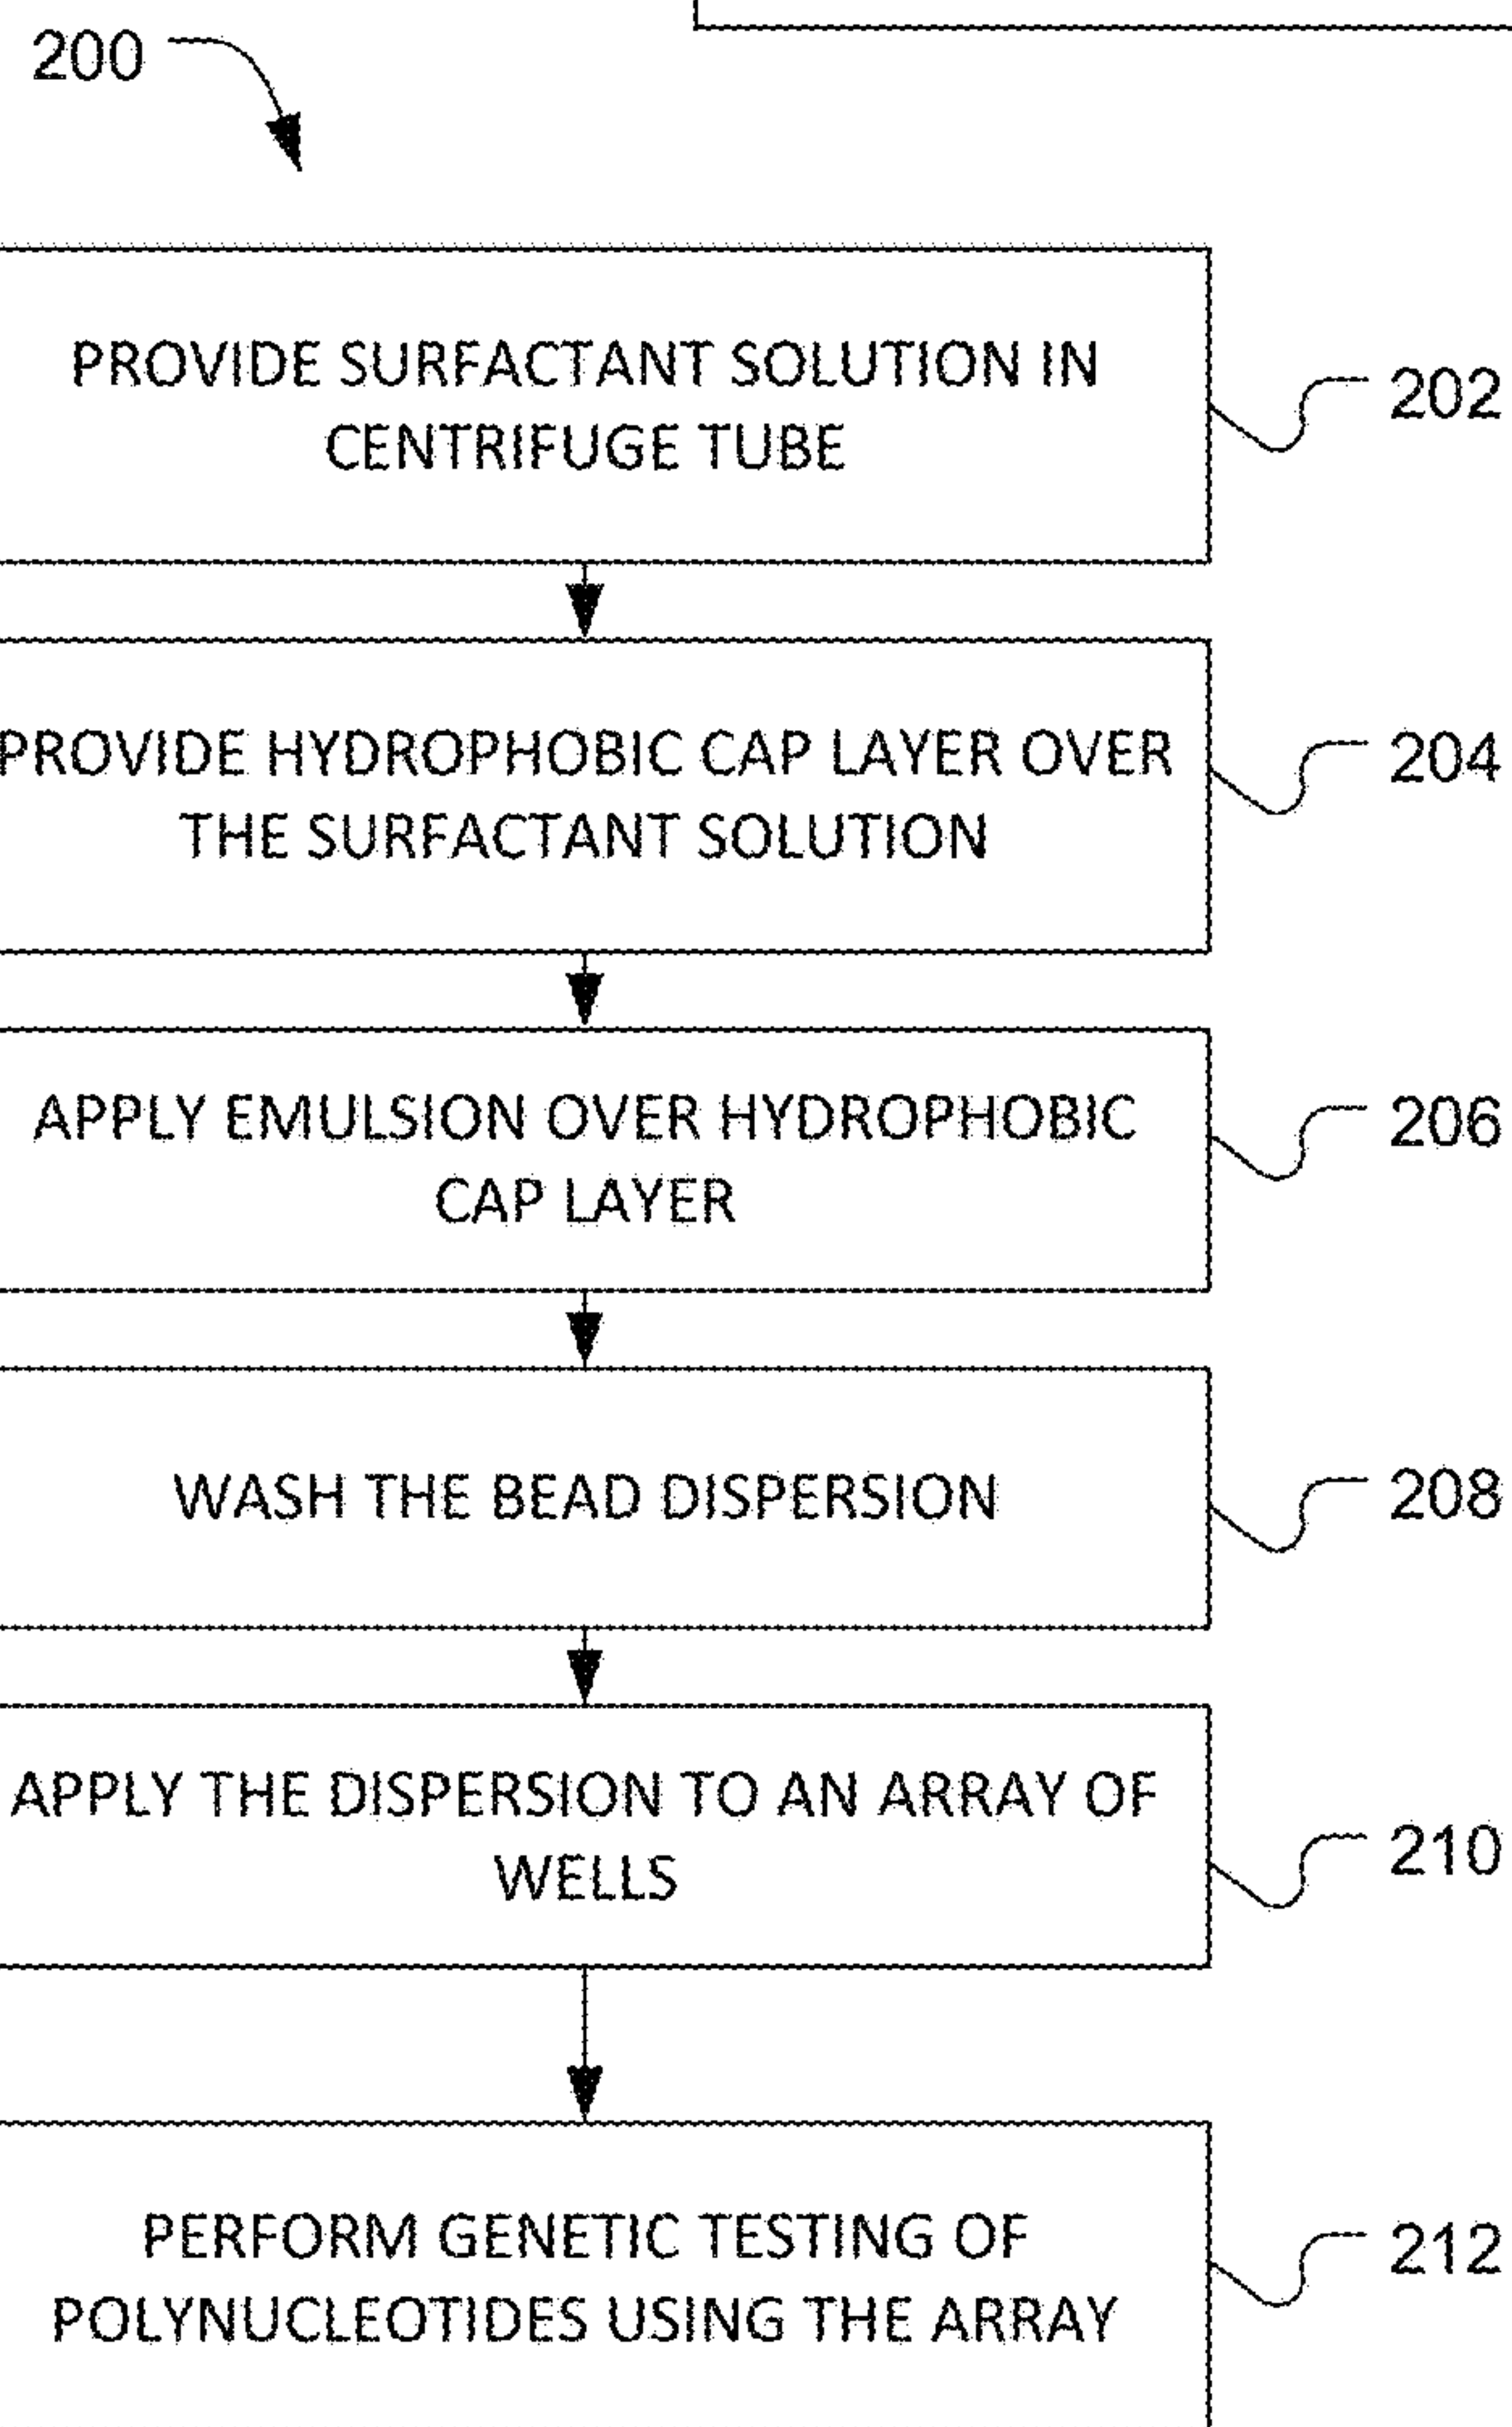 200
PROVIDE SURFACTANT SOLUTION IN
CENTRIFUGE TUBE
202
PROVIDE HYDROPHOBIC CAP LAYER OVER
THE SURFACTANT SOLUTION
204
APPLY EMULSION OVER HYDROPHOBIC
CAP LAYER
206
WASH THE BEAD DISPERSION
208
APPLY THE DISPERSION TO AN ARRAY OF
WELLS
210
PERFORM GENETIC TESTING OF
POLYNUCLEOTIDES USING THE ARRAY
212